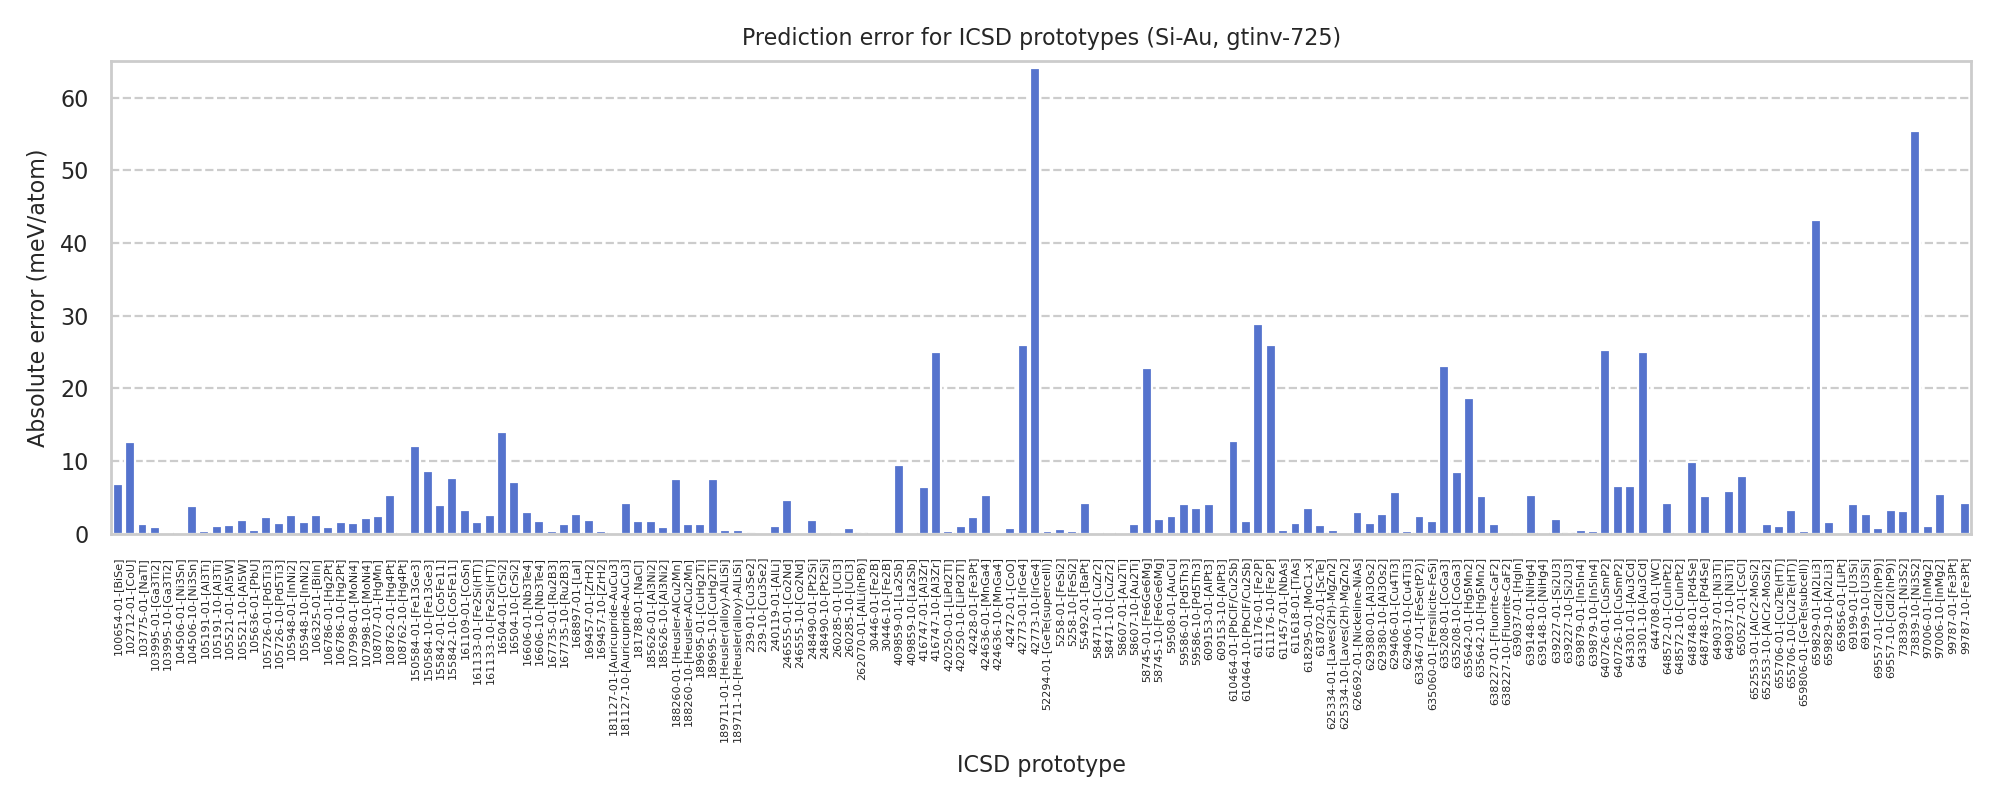 Prediction error for ICSD prototypes (Si-Au, gtinv-725)
Absolute error (meV/atom)
60
50
40
30
20
10
0
100654-01-[BiSe]
102712-01-[CoU]
103775-01-[NaTl]
103995-01-[Ga3Ti2]
103995-10-[Ga3Ti2]
104506-01-[Ni3Sn]
104506-10-[Ni3Sn]
105191-01-[Al3Ti]
105191-10-[Al3Ti]
105521-01-[Al5W]
105521-10-[Al5W]
105636-01-[PbU]
105726-01-[Pd5Ti3]
105726-10-[Pd5Ti3]
105948-01-[InNi2]
105948-10-[InNi2]
106325-01-[BiIn]
106786-01-[Hg2Pt]
106786-10-[Hg2Pt]
107998-01-[MoNi4]
107998-10-[MoNi4]
108707-01-[HgMn]
108762-01-[Hg4Pt]
108762-10-[Hg4Pt]
150584-01-[Fe13Ge3]
150584-10-[Fe13Ge3]
155842-01-[Co5Fe11]
155842-10-[Co5Fe11]
161109-01-[CoSn]
161133-01-[Fe2Si(HT)]
161133-10-[Fe2Si(HT)]
16504-01-[CrSi2]
16504-10-[CrSi2]
16606-01-[Nb3Te4]
16606-10-[Nb3Te4]
167735-01-[Ru2B3]
167735-10-[Ru2B3]
168897-01-[LaI]
169457-01-[ZrH2]
169457-10-[ZrH2]
181127-01-[Auricupride-AuCu3]
181127-10-[Auricupride-AuCu3]
181788-01-[NaCl]
185626-01-[Al3Ni2]
185626-10-[Al3Ni2]
188260-01-[Heusler-AlCu2Mn]
188260-10-[Heusler-AlCu2Mn]
189695-01-[CuHg2Ti]
189695-10-[CuHg2Ti]
189711-01-[Heusler(alloy)-AlLiSi]
189711-10-[Heusler(alloy)-AlLiSi]
239-01-[Cu3Se2]
239-10-[Cu3Se2]
240119-01-[AlLi]
246555-01-[Co2Nd]
246555-10-[Co2Nd]
248490-01-[Pt2Si]
248490-10-[Pt2Si]
260285-01-[UCl3]
260285-10-[UCl3]
262070-01-[AlLi(hP8)]
30446-01-[Fe2B]
30446-10-[Fe2B]
409859-01-[La2Sb]
409859-10-[La2Sb]
416747-01-[Al3Zr]
416747-10-[Al3Zr]
420250-01-[LiPd2Tl]
420250-10-[LiPd2Tl]
42428-01-[Fe3Pt]
424636-01-[MnGa4]
424636-10-[MnGa4]
42472-01-[CoO]
42773-01-[IrGe4]
42773-10-[IrGe4]
52294-01-[GeTe(supercell)]
5258-01-[FeSi2]
5258-10-[FeSi2]
55492-01-[BaPt]
58471-01-[CuZr2]
58471-10-[CuZr2]
58607-01-[Au2Ti]
58607-10-[Au2Ti]
58745-01-[Fe6Ge6Mg]
58745-10-[Fe6Ge6Mg]
59508-01-[AuCu]
59586-01-[Pd5Th3]
59586-10-[Pd5Th3]
609153-01-[AlPt3]
609153-10-[AlPt3]
610464-01-[PbClF/Cu2Sb]
610464-10-[PbClF/Cu2Sb]
611176-01-[Fe2P]
611176-10-[Fe2P]
611457-01-[NbAs]
611618-01-[TiAs]
618295-01-[MoC1-x]
618702-01-[ScTe]
625334-01-[Laves(2H)-MgZn2]
625334-10-[Laves(2H)-MgZn2]
626692-01-[Nickeline-NiAs]
629380-01-[Al3Os2]
629380-10-[Al3Os2]
629406-01-[Cu4Ti3]
629406-10-[Cu4Ti3]
633467-01-[FeSe(tP2)]
635060-01-[Fersilicite-FeSi]
635208-01-[CoGa3]
635208-10-[CoGa3]
635642-01-[Hg5Mn2]
635642-10-[Hg5Mn2]
638227-01-[Fluorite-CaF2]
638227-10-[Fluorite-CaF2]
639037-01-[HgIn]
639148-01-[NiHg4]
639148-10-[NiHg4]
639227-01-[Si2U3]
639227-10-[Si2U3]
639879-01-[In5In4]
639879-10-[In5In4]
640726-01-[CuSmP2]
640726-10-[CuSmP2]
643301-01-[Au3Cd]
643301-10-[Au3Cd]
644708-01-[WC]
648572-01-[CuInPt2]
648572-10-[CuInPt2]
648748-01-[Pd4Se]
648748-10-[Pd4Se]
649037-01-[Ni3Ti]
649037-10-[Ni3Ti]
650527-01-[CsCl]
652553-01-[AlCr2-MoSi2]
652553-10-[AlCr2-MoSi2]
655706-01-[Cu2Te(HT)]
655706-10-[Cu2Te(HT)]
659806-01-[GeTe(subcell)]
659829-01-[Al2Li3]
659829-10-[Al2Li3]
659856-01-[LiPt]
69199-01-[U3Si]
69199-10-[U3Si]
69557-01-[CdI2(hP9)]
69557-10-[CdI2(hP9)]
73839-01-[Ni3S2]
73839-10-[Ni3S2]
97006-01-[InMg2]
97006-10-[InMg2]
99787-01-[Fe3Pt]
99787-10-[Fe3Pt]
ICSD prototype